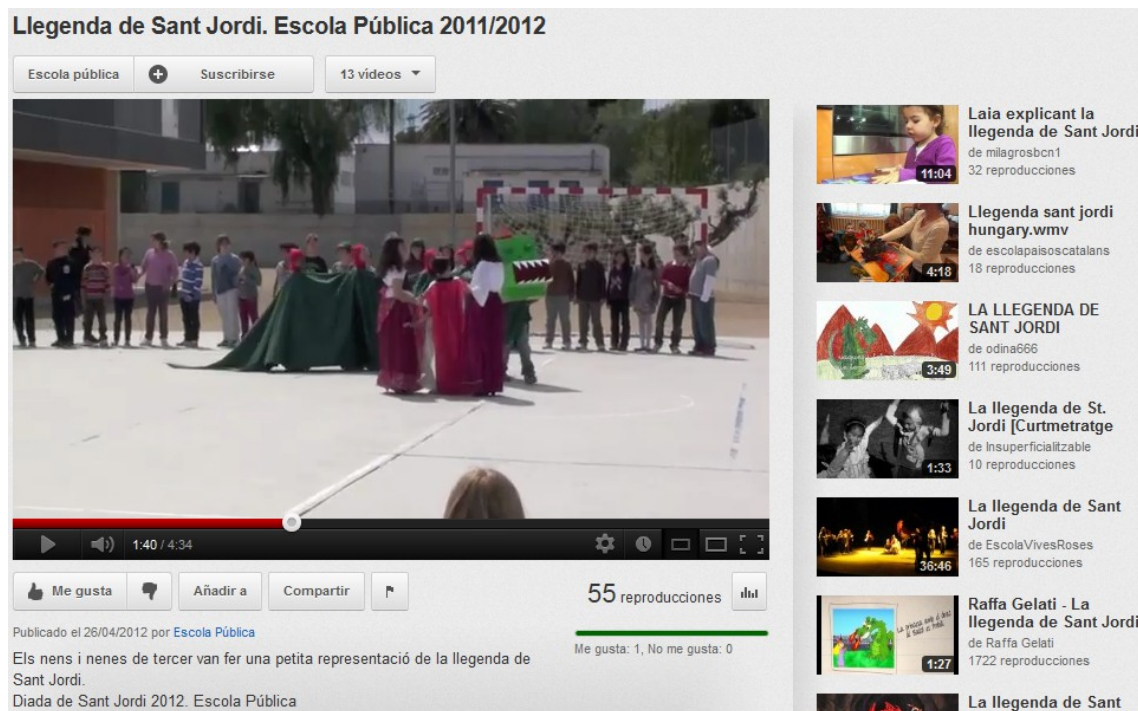 Llegenda de Sant Jordi. Escola Pública 2011/2012
Escola pública
Suscribirse
13 vídeos
1:40 / 4:34
Me gusta
Añadir a
Compartir
55 reproducciones
Publicado el 26/04/2012 por Escola Pública
Me gusta: 1, No me gusta: 0
Els nens i nenes de tercer van fer una petita representació de la llegenda de
Sant Jordi.
Diada de Sant Jordi 2012. Escola Pública
11:04
Laia explicant la
llegenda de Sant Jordi
de milagrosbcn1
32 reproducciones
4:18
Llegenda sant jordi
hungary.wmv
de escolapaisoscatalans
18 reproducciones
3:49
LA LLEGENDA DE
SANT JORDI
de odina666
111 reproducciones
1:33
La llegenda de St.
Jordi [Curtmetratge
de Insuperficialitzable
10 reproducciones
36:46
La llegenda de Sant
Jordi
de EscolaVivesRoses
165 reproducciones
1:27
Raffa Gelati - La
llegenda de Sant Jordi
de Raffa Gelati
1722 reproducciones
La llegenda de Sant